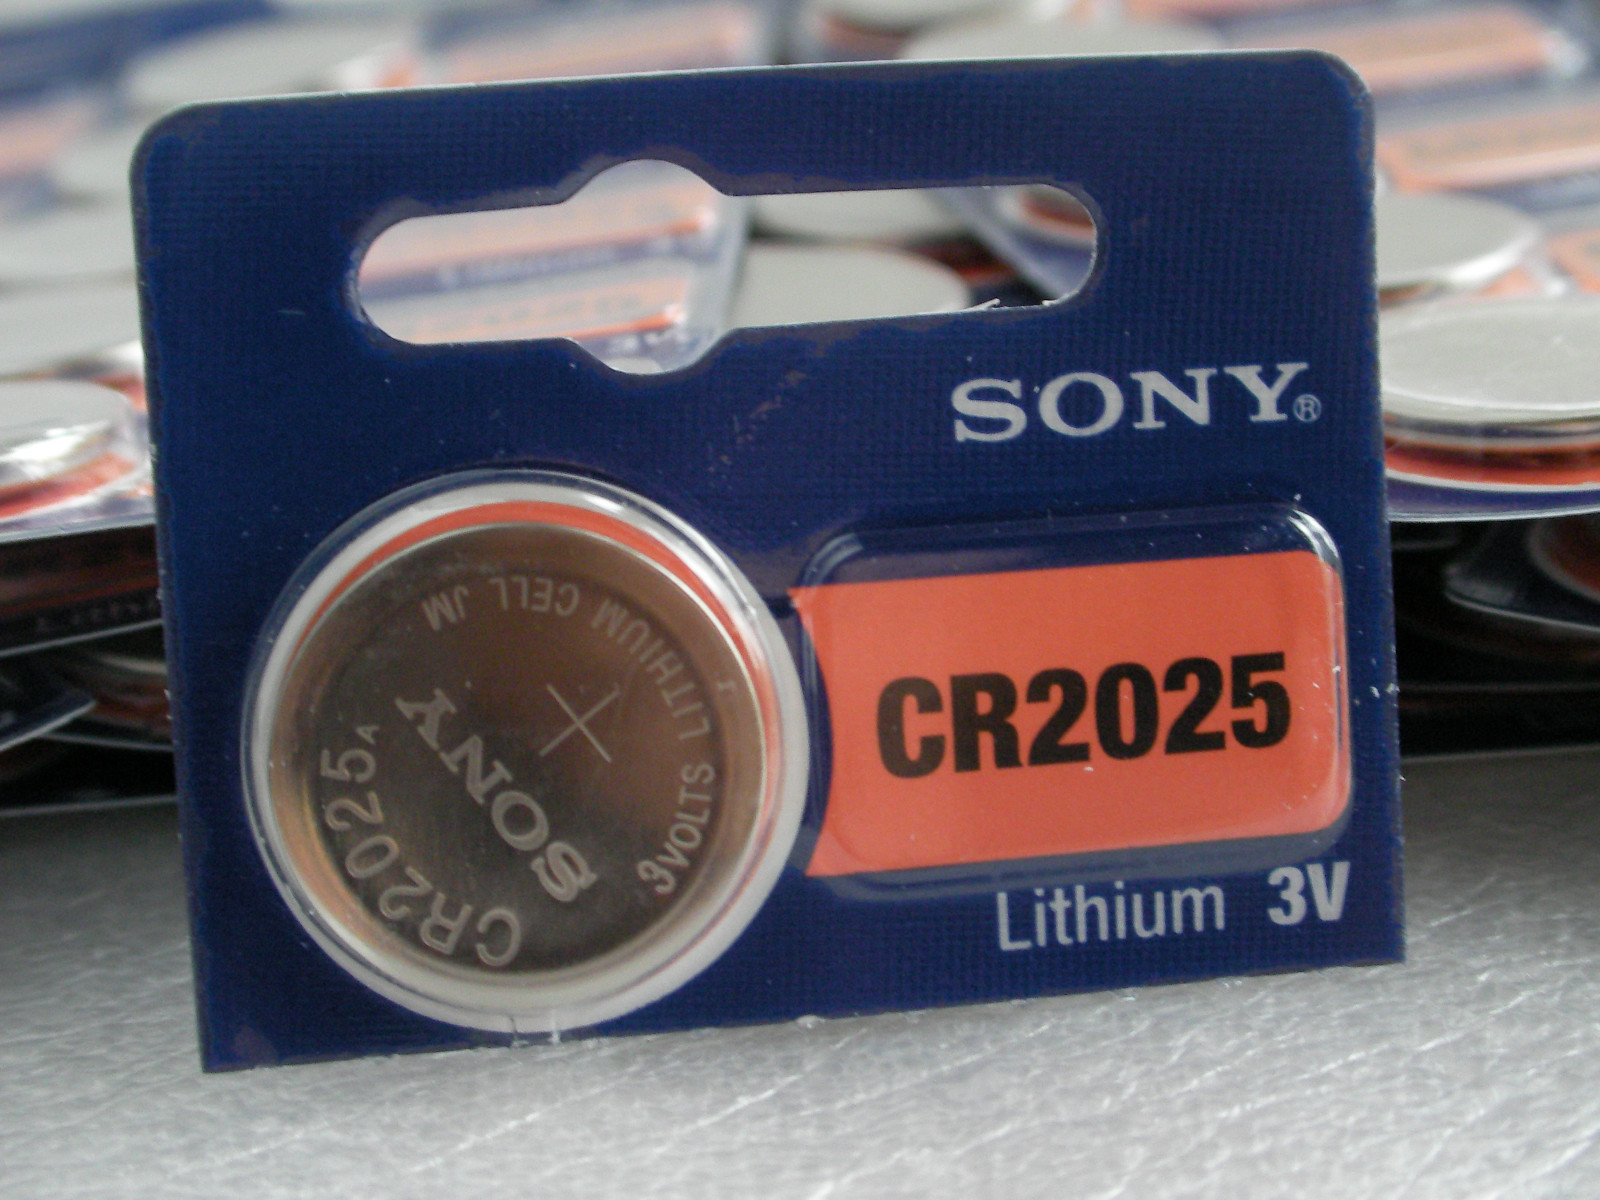 SONY®
CR2025
Lithium 3V
SONY
CR2025A
3VOLTS LITHIUM CELL JM